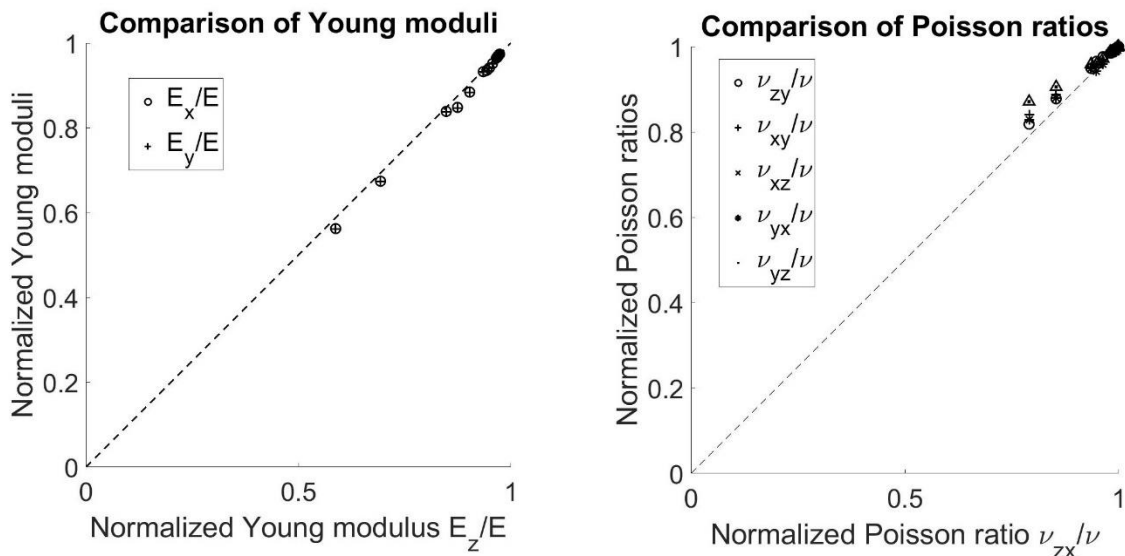 Comparison of Young moduli
1
0.8
0.6
0.4
0.2
0
Normalized Young moduli
E_x/E
E_y/E
0
0.5
1
Normalized Young modulus E_z/E
Comparison of Poisson ratios
1
0.8
0.6
0.4
0.2
0
Normalized Poisson ratios
ν_zy/ν
ν_xy/ν
ν_xz/ν
ν_yx/ν
ν_yz/ν
0
0.5
1
Normalized Poisson ratio ν_zx/ν